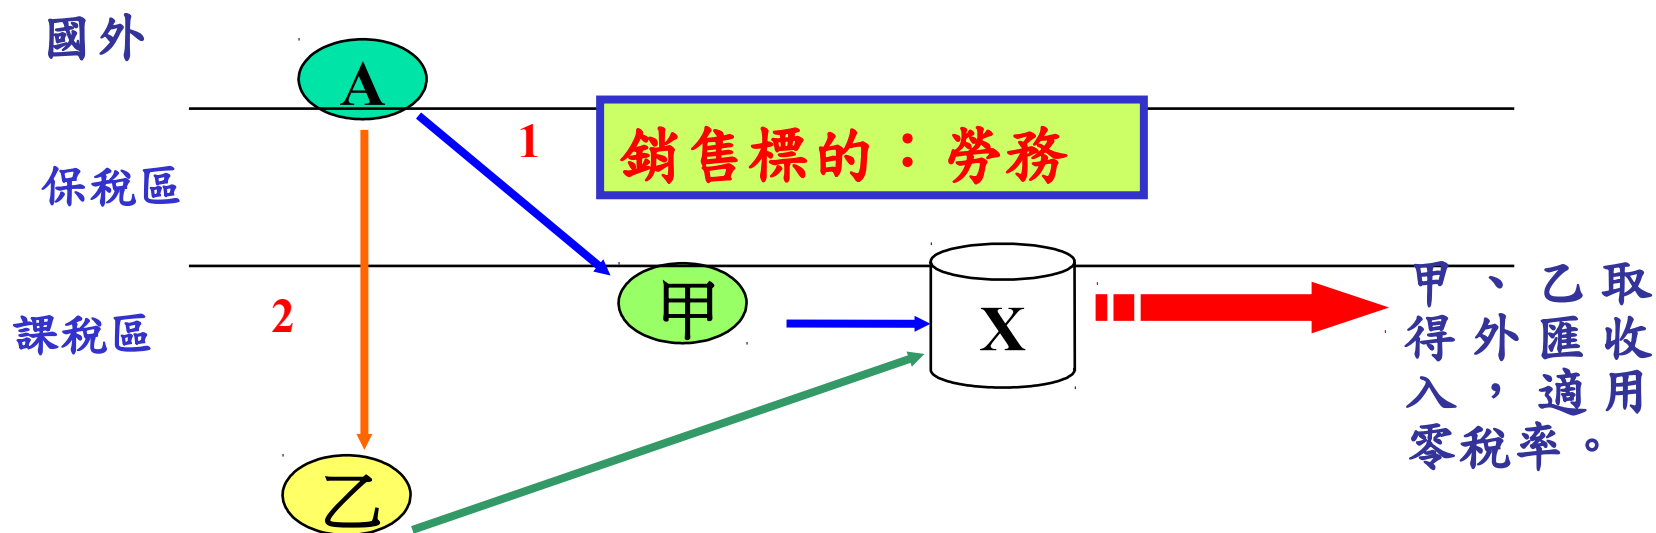 國外
A
1
銷售標的：勞務
保稅區
甲
X
2
課稅區
甲、乙取
得外匯收
入，適用
零稅率。
乙